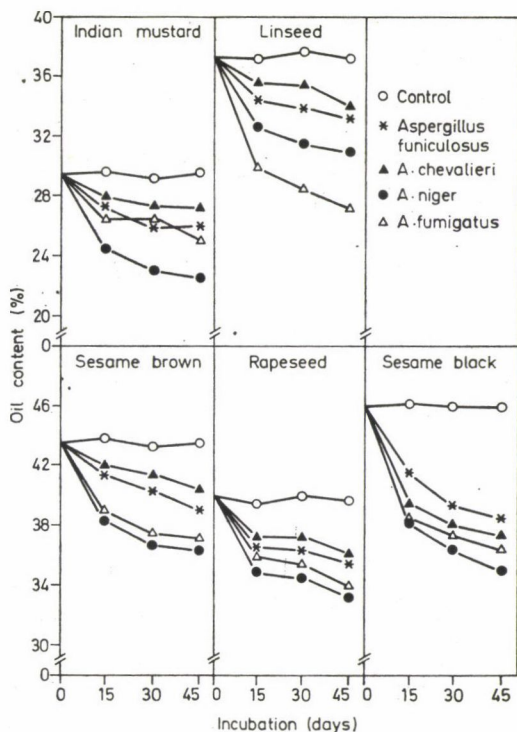 40
36
32
28
24
20
0
Indian mustard
Linseed
Control
Aspergillus
funiculosus
A·chevalieri
A·niger
A·fumigatus
Oil content (%)
Sesame brown
Rapeseed
Sesame black
46
42
38
34
30
0
0 15 30 45 0 15 30 45 0 15 30 45
Incubation (days)